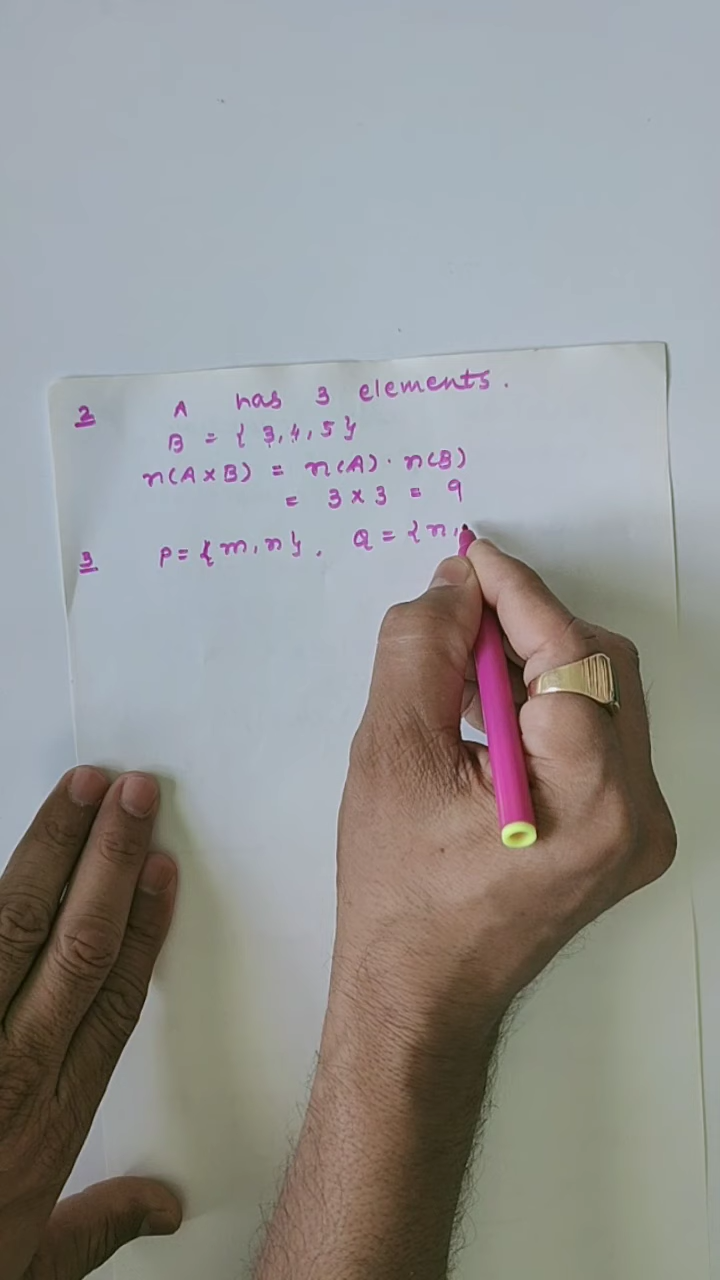 2 A has 3 elements.
B = { 3, 4, 5 }
n(A × B) = n(A) · n(B)
= 3 × 3 = 9
3 P = { m, n }, Q = { n,